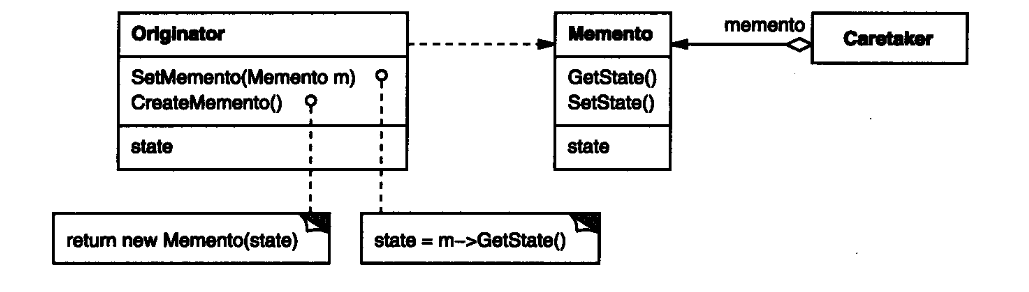 Originator
SetMemento(Memento m)
CreateMemento()
state
Memento
GetState()
SetState()
state
memento
Caretaker
return new Memento(state)
state = m->GetState()